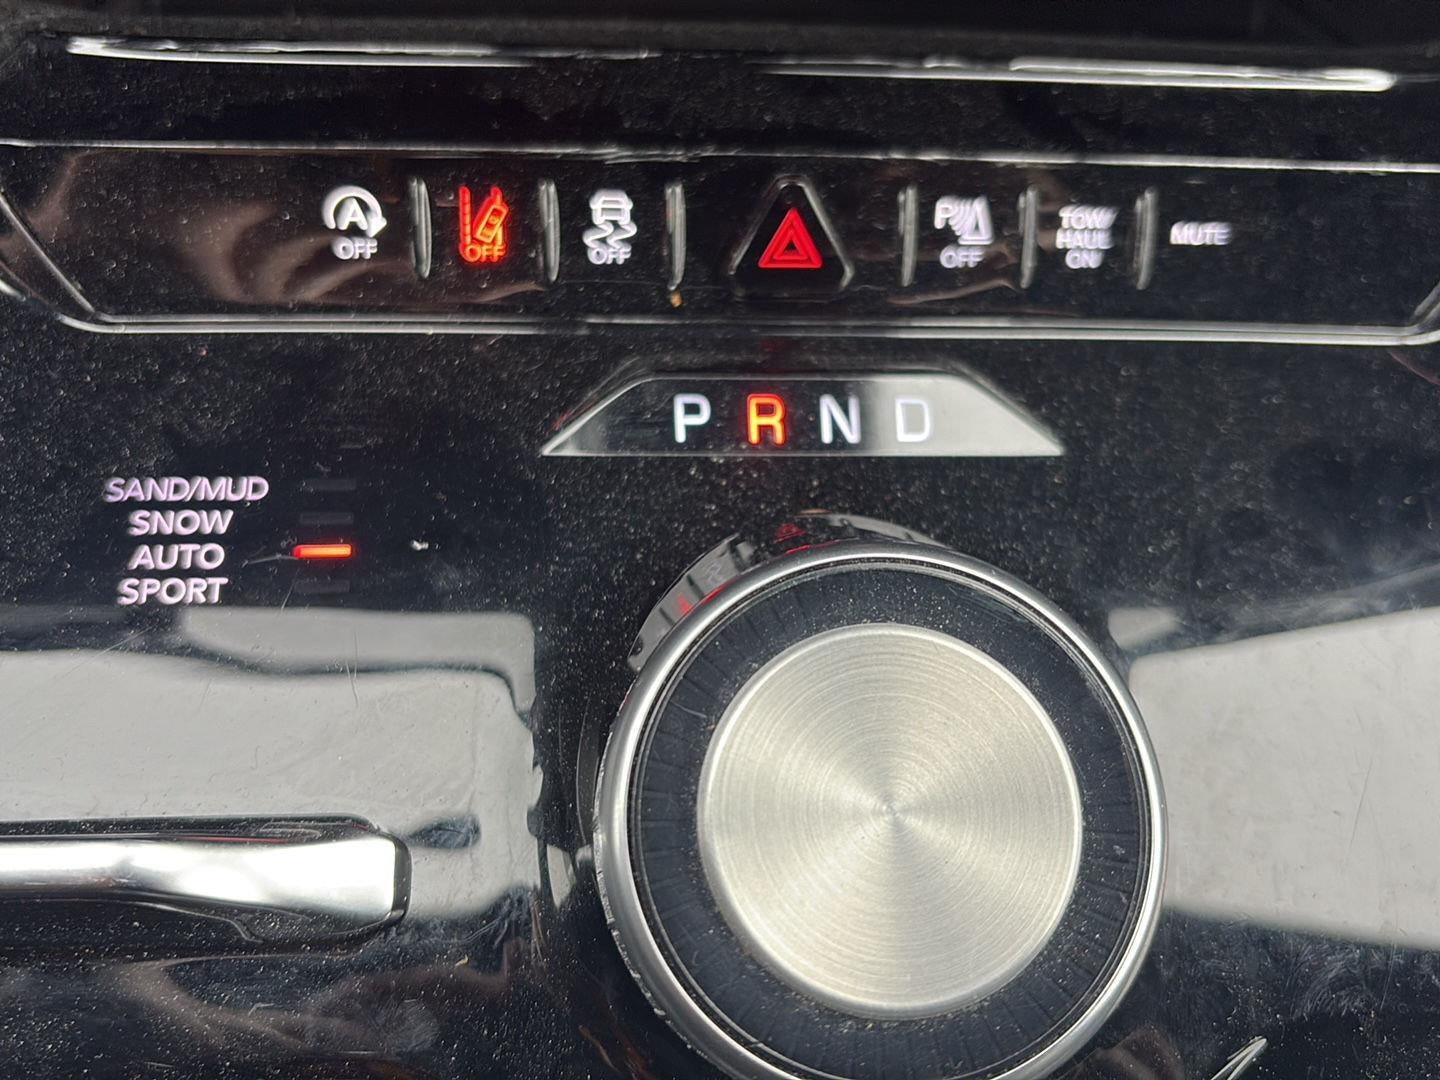 A
OFF
OFF
OFF
P
OFF
TOW/
HAUL
ON
MUTE
P R N D
SAND/MUD
SNOW
AUTO
SPORT